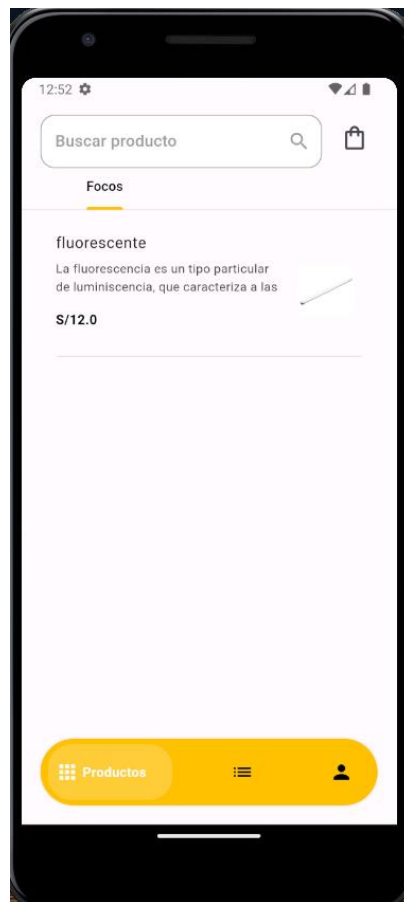 12:52
Buscar producto
Focos
fluorescente
La fluorescencia es un tipo particular
de luminiscencia, que caracteriza a las
S/12.0
Productos